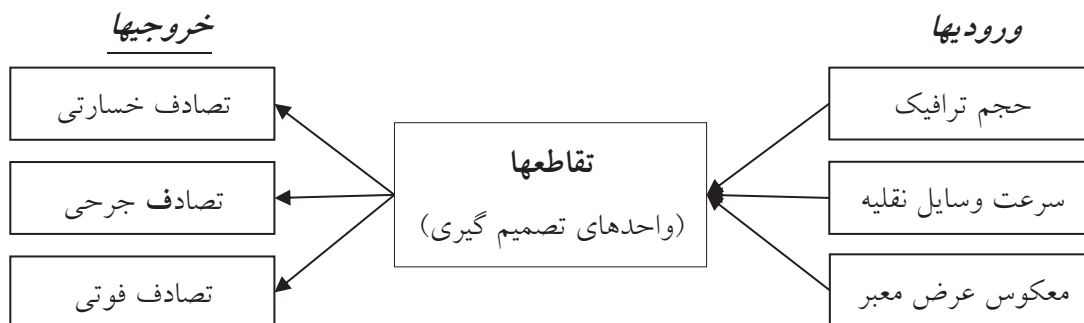 ورودیها
خروجیها
حجم ترافیک
سرعت وسایل نقلیه
معکوس عرض معبر
تقاطعها
(واحدهای تصمیم گیری)
تصادف خسارتی
تصادف جرحی
تصادف فوتی